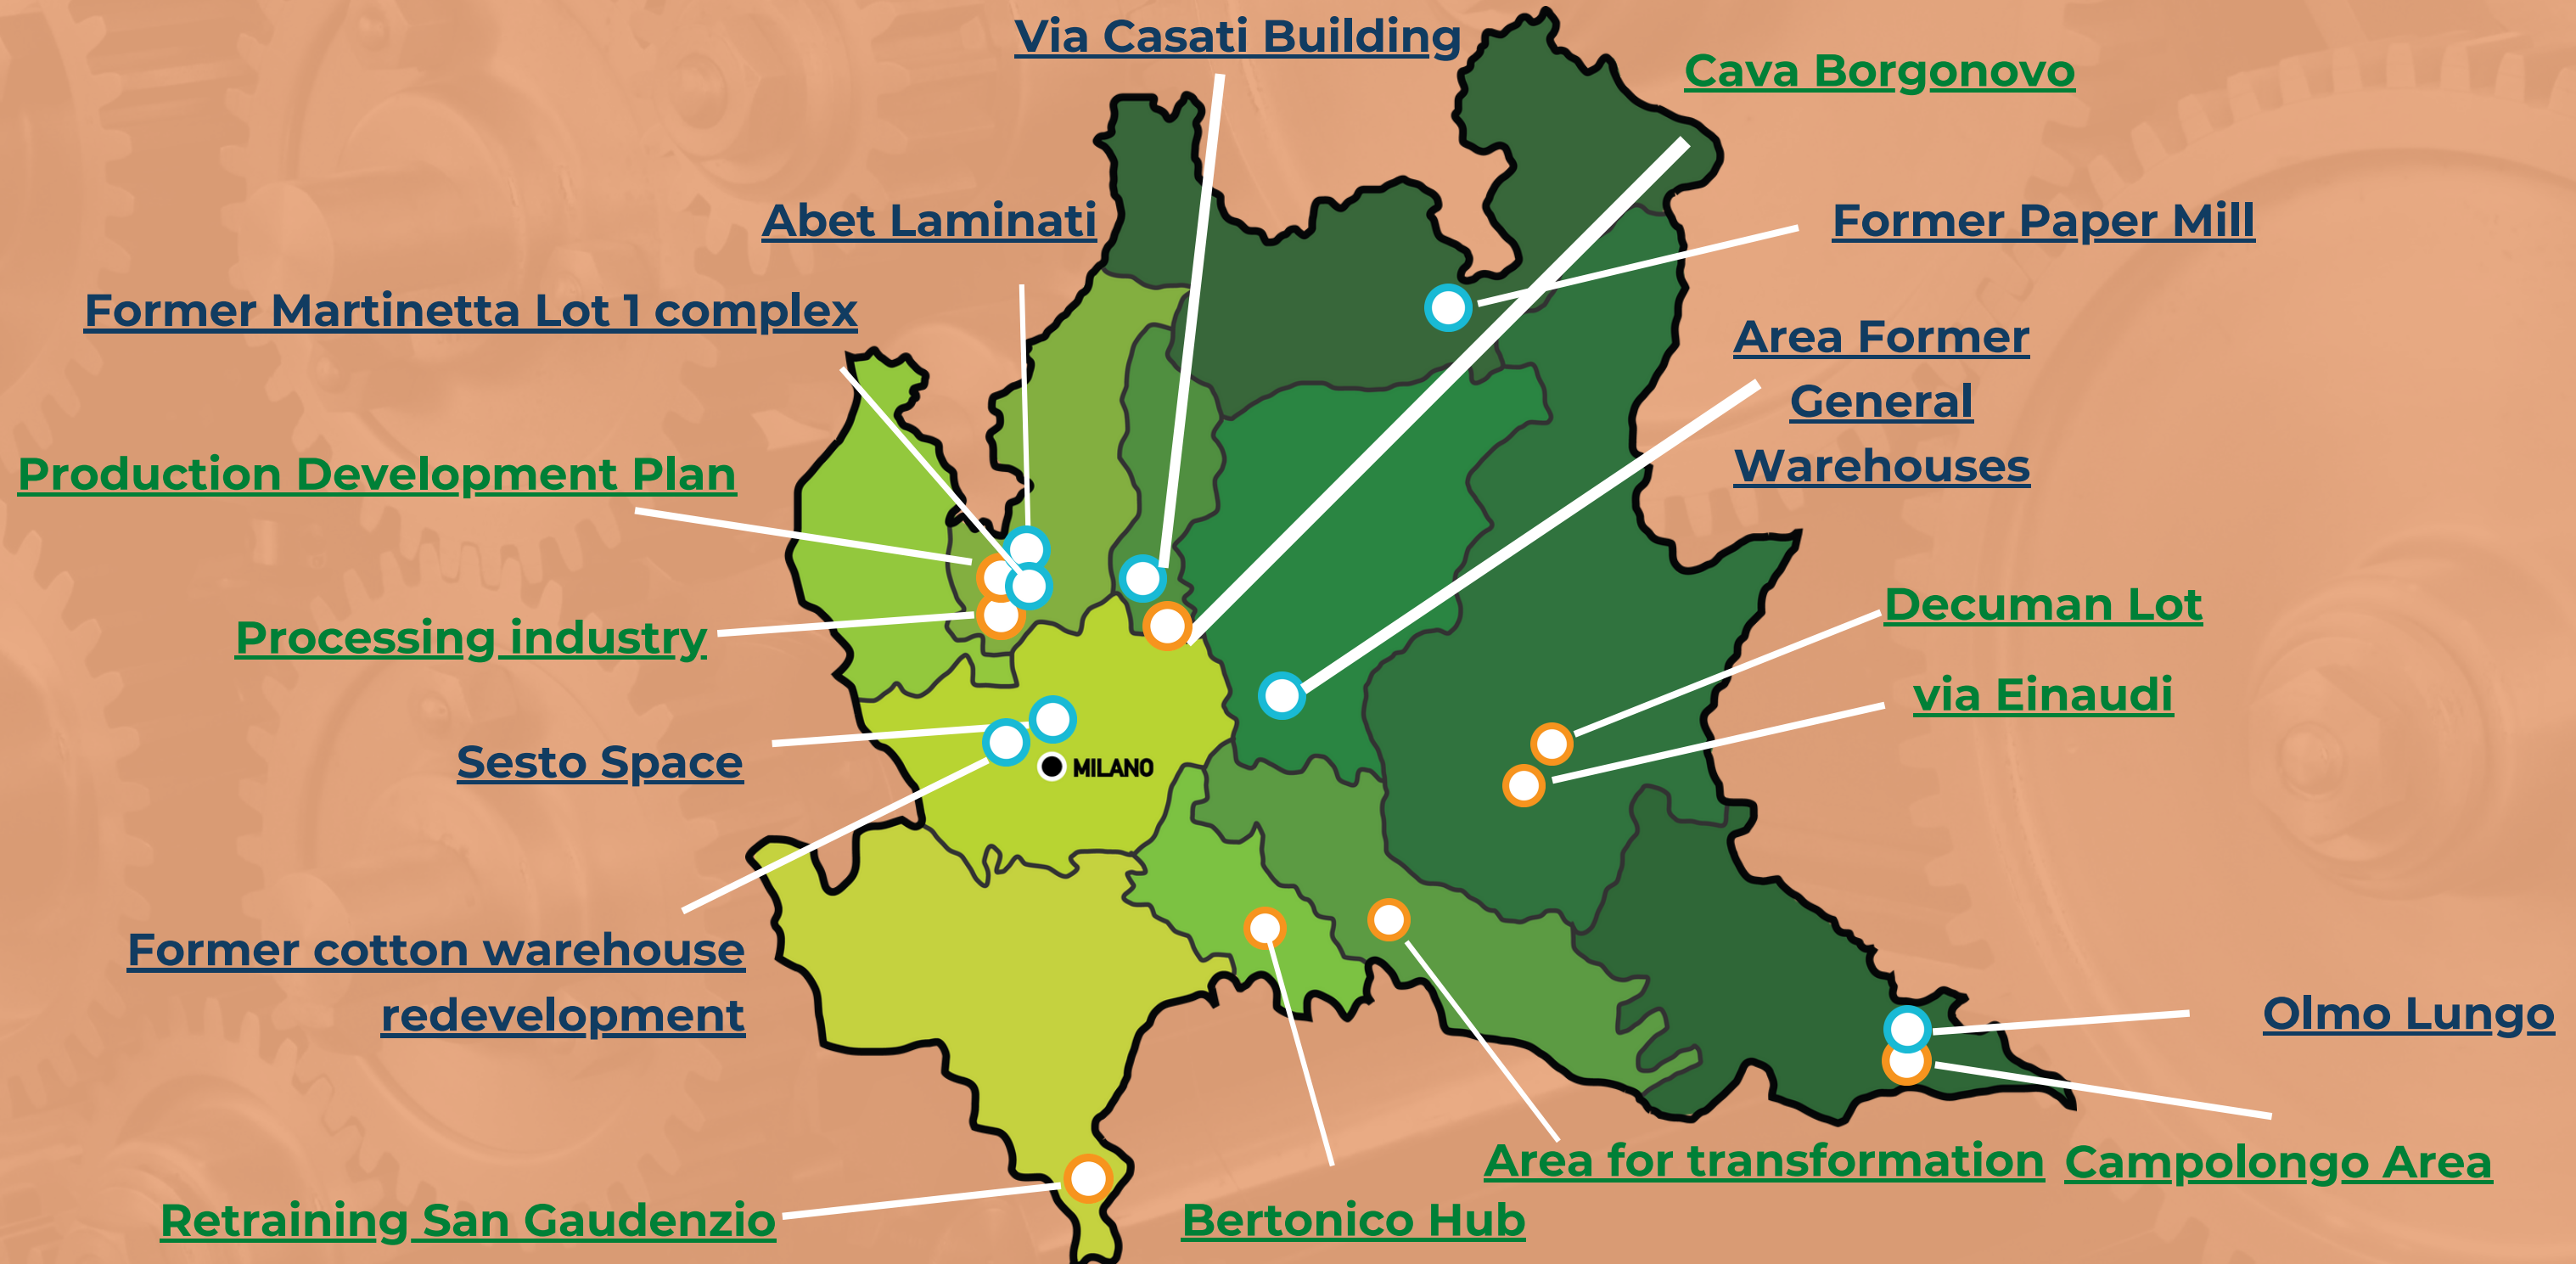 Via Casati Building
Cava Borgonovo
Abet Laminati
Former Paper Mill
Former Martinetta Lot 1 complex
Area Former
General
Warehouses
Production Development Plan
Processing industry
Decuman Lot
via Einaudi
Sesto Space
MILANO
Former cotton warehouse
redevelopment
Olmo Lungo
Area for transformation
Campolongo Area
Retraining San Gaudenzio
Bertonico Hub